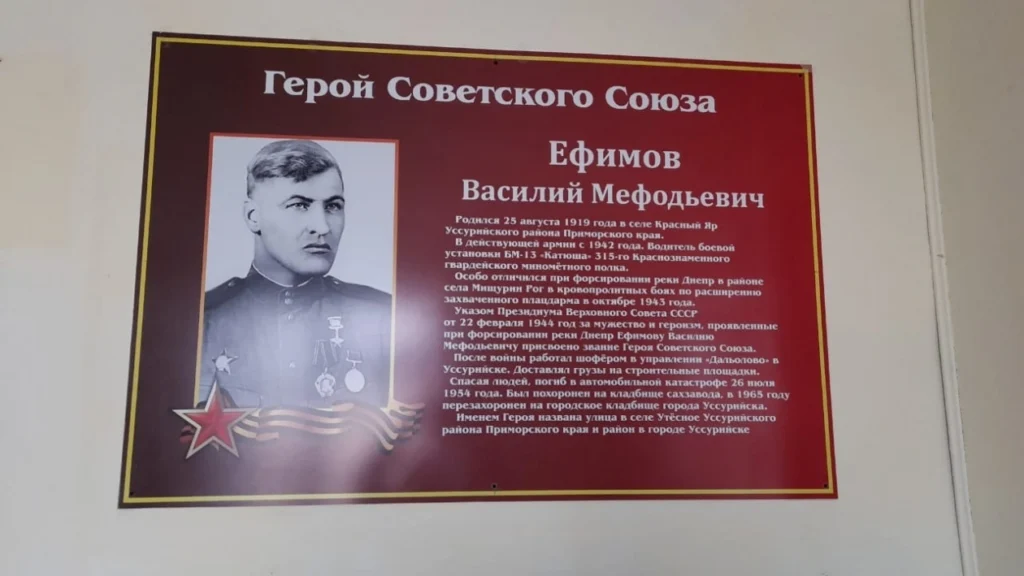 Герой Советского Союза
Ефимов
Василий Мефодьевич
Родился 25 августа 1919 года в селе Красный Яр
Уссурийского района Приморского края.
В действующей армии с 1942 года. Водитель боевой
установки БМ-13 «Катюша» 315-го Краснознаменного
гвардейского миномётного полка.
Особо отличился при форсировании реки Днепр в районе
села Мишурин Рог в кровопролитных боях по расширению
захваченного плацдарма в октябре 1943 года.
Указом Президиума Верховного Совета СССР
от 22 февраля 1944 год за мужество и героизм, проявленные
при форсировании реки Днепр Ефимову Василию
Мефодьевичу присвоено звание Героя Советского Союза.
После войны работал шофёром в управлении «Дальолово» в
Уссурийске. Доставлял грузы на строительные площадки.
Спасая людей, погиб в автомобильной катастрофе 26 июля
1954 года. Был похоронен на кладбище сахзавода, в 1965 году
перезахоронен на городское кладбище города Уссурийска.
Именем Героя названа улица в селе Утёсное Уссурийского
района Приморского края и район в городе Уссурийске